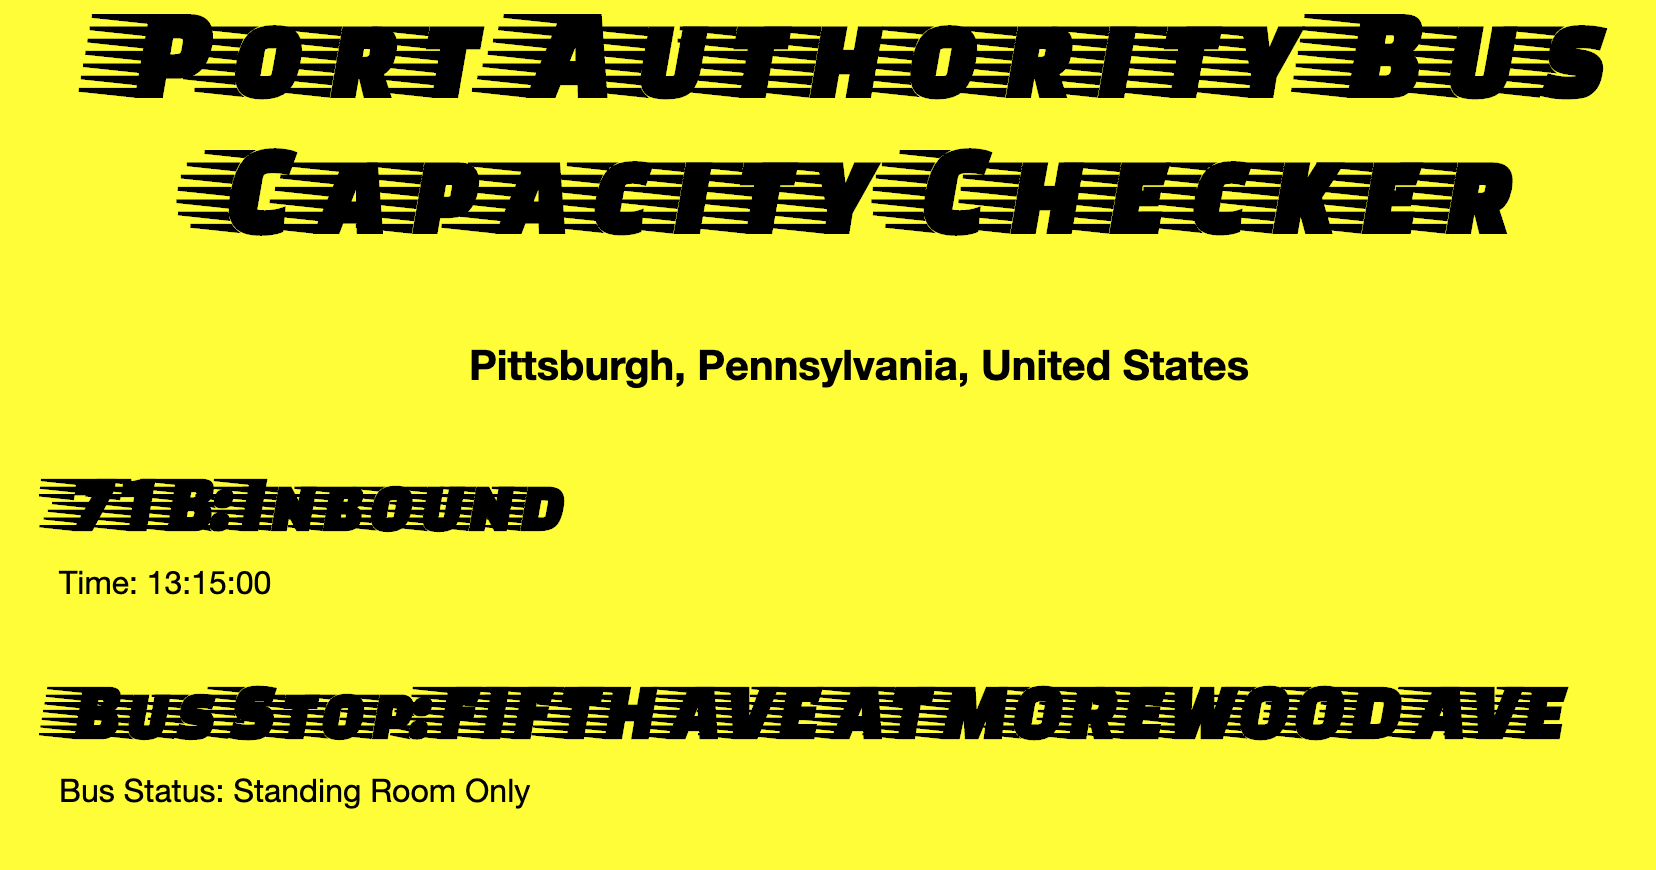 Port Authority Bus
Capacity Checker
Pittsburgh, Pennsylvania, United States
71B: Inbound
Time: 13:15:00
Bus Stop: FIFTH AVE AT MOREWOOD AVE
Bus Status: Standing Room Only